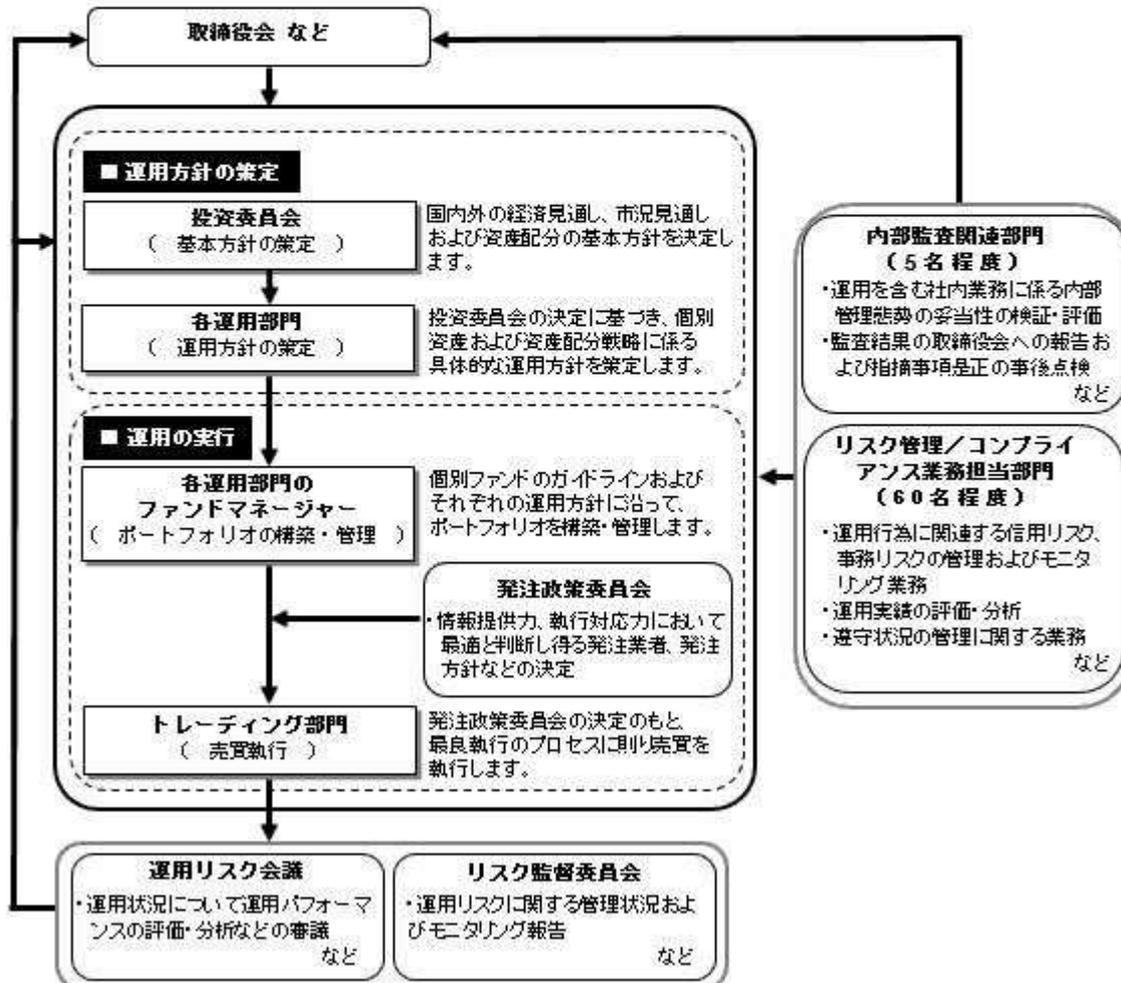 取締役会 など
■ 運用方針の策定
投資委員会
( 基本方針の策定 )
国内外の経済見通し、市況見通し
および資産配分の基本方針を決定し
ます。
各運用部門
( 運用方針の策定 )
投資委員会の決定に基づき、個別
資産および資産配分戦略に係る
具体的な運用方針を策定します。
■ 運用の実行
各運用部門の
ファンドマネージャー
( ポートフォリオの構築・管理 )
個別ファンドのガイドラインおよび
それぞれの運用方針に沿って、
ポートフォリオを構築・管理します。
発注政策委員会
・情報提供力、執行対応力において
最適と判断し得る発注業者、発注
方針などの決定
トレーディング部門
( 売買執行 )
発注政策委員会の決定のもと、
最良執行のプロセスに則り売買を
執行します。
内部監査関連部門
(5名程度)
・運用を含む社内業務に係る内部
管理態勢の妥当性の検証・評価
・監査結果の取締役会への報告お
よび指摘事項是正の事後点検
など
リスク管理/コンプライ
アンス業務担当部門
(60名程度)
・運用行為に関連する信用リスク、
事務リスクの管理およびモニタ
リング業務
・運用実績の評価・分析
・遵守状況の管理に関する業務
など
運用リスク会議
・運用状況について運用パフォーマ
ンスの評価・分析などの審議
など
リスク監督委員会
・運用リスクに関する管理状況およ
びモニタリング報告
など